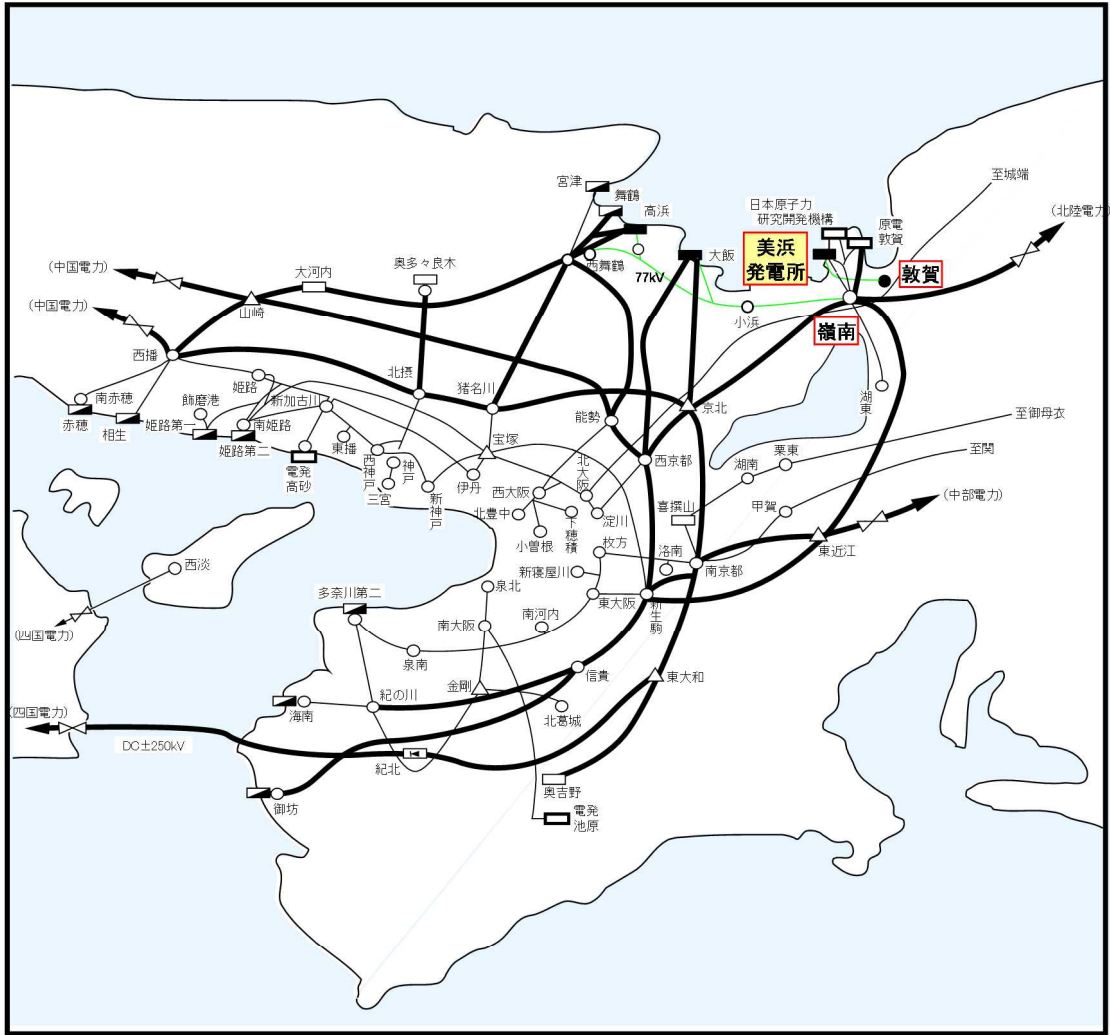 宮津
舞鶴
高浜
日本原子力
研究開発機構
原電
敦賀
至城端
(北陸電力)
美浜
発電所
大飯
敦賀
西舞鶴
77kV
小浜
嶺南
(中国電力)
大河内
奥多々良木
山崎
(中国電力)
西播
北摂
猪名川
能勢
京北
湖東
姫路
南赤穂
飾磨港
新加古川
赤穂
相生
姫路第一
南姫路
姫路第二
東播
電発
高砂
西神戸
神戸
三宮
新神戸
宝塚
伊丹
西大阪
北大阪
西京都
湖南
栗東
至御母衣
至関
北豊中
小曽根
下穂積
淀川
喜撰山
甲賀
(中部電力)
東近江
枚方
洛南
南京都
新寝屋川
東大阪
新生駒
西淡
(四国電力)
多奈川第二
泉北
南大阪
南河内
泉南
信貴
東大和
金剛
北葛城
海南
紀の川
(四国電力)
DC±250kV
紀北
御坊
奥吉野
電発
池原